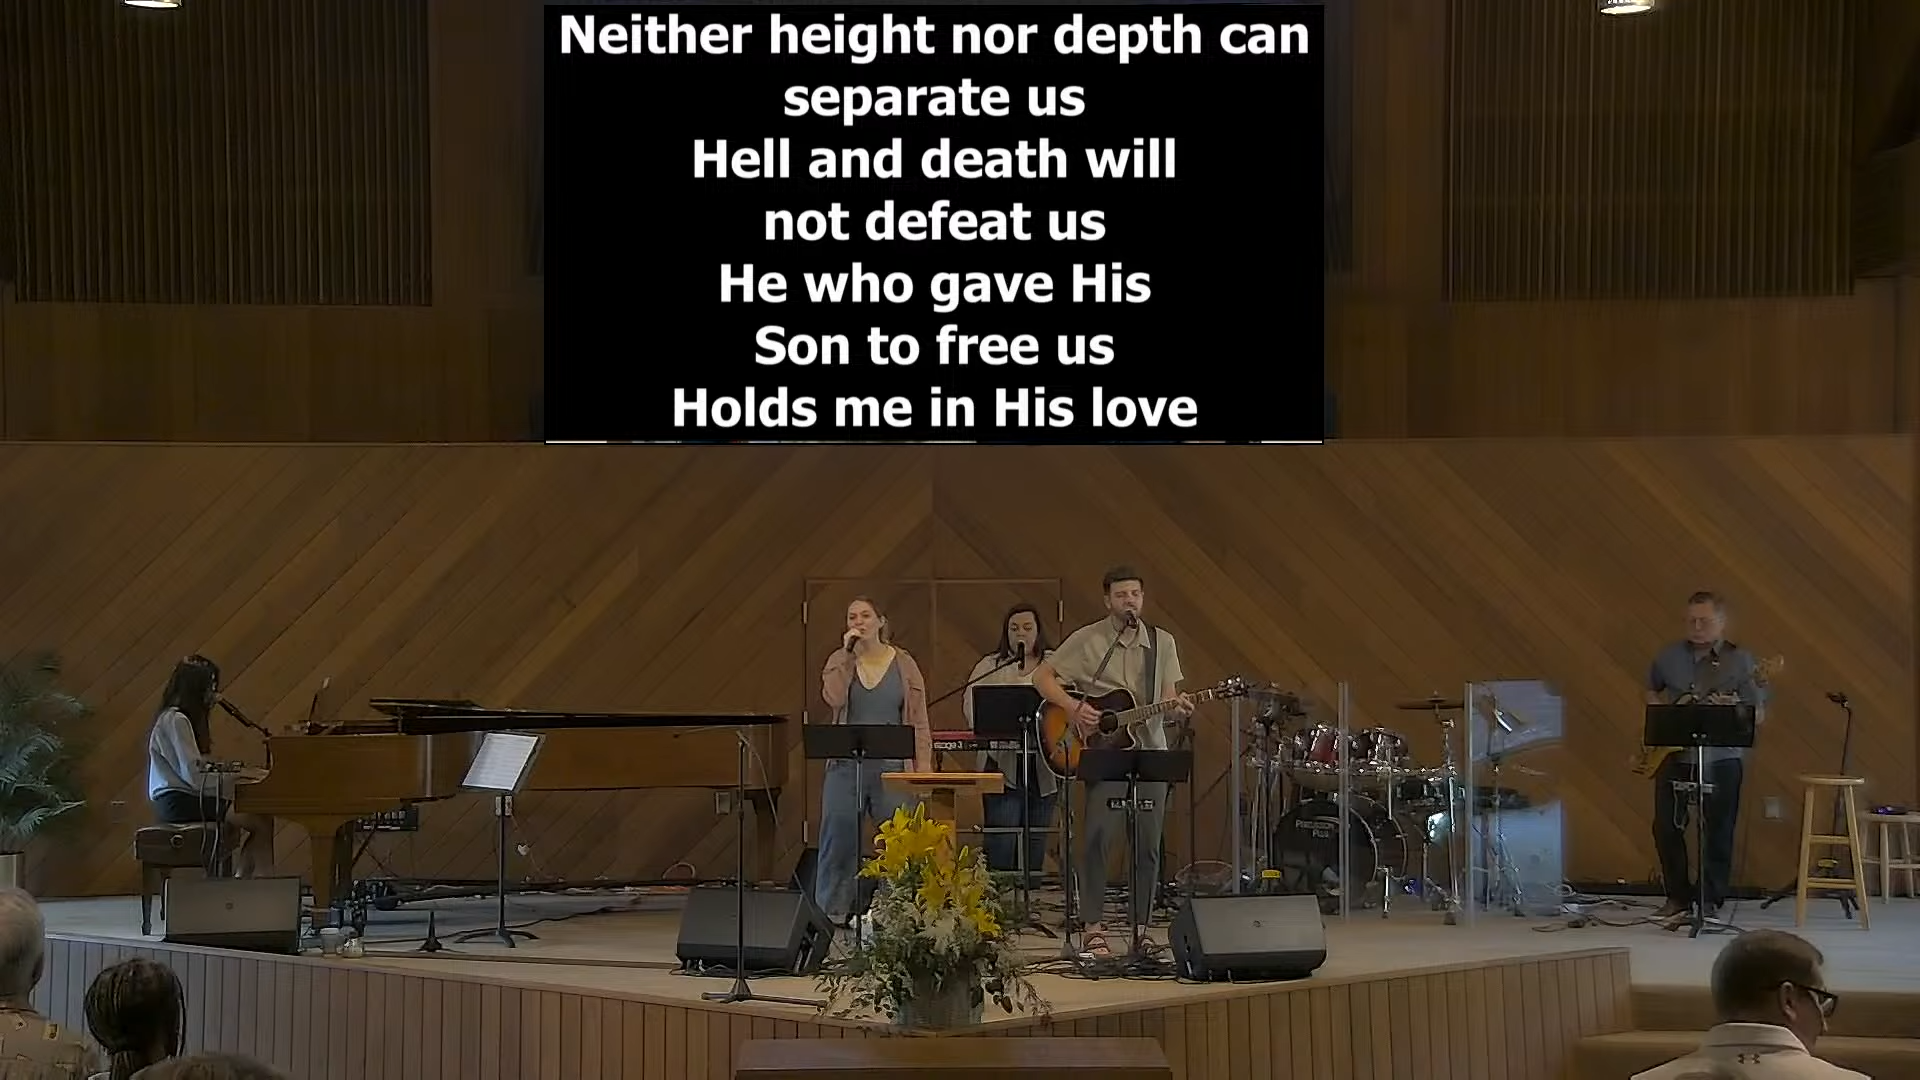 Neither height nor depth can
separate us
Hell and death will
not defeat us
He who gave His
Son to free us
Holds me in His love